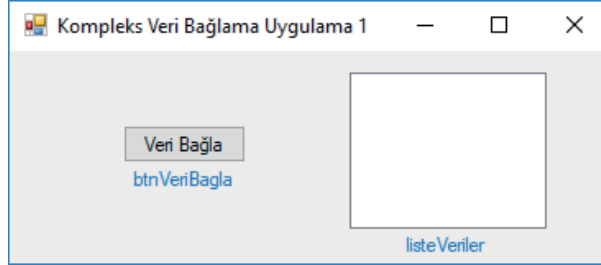 Kompleks Veri Bağlama Uygulama 1
Veri Bağla
btnVeriBagla
listeVeriler